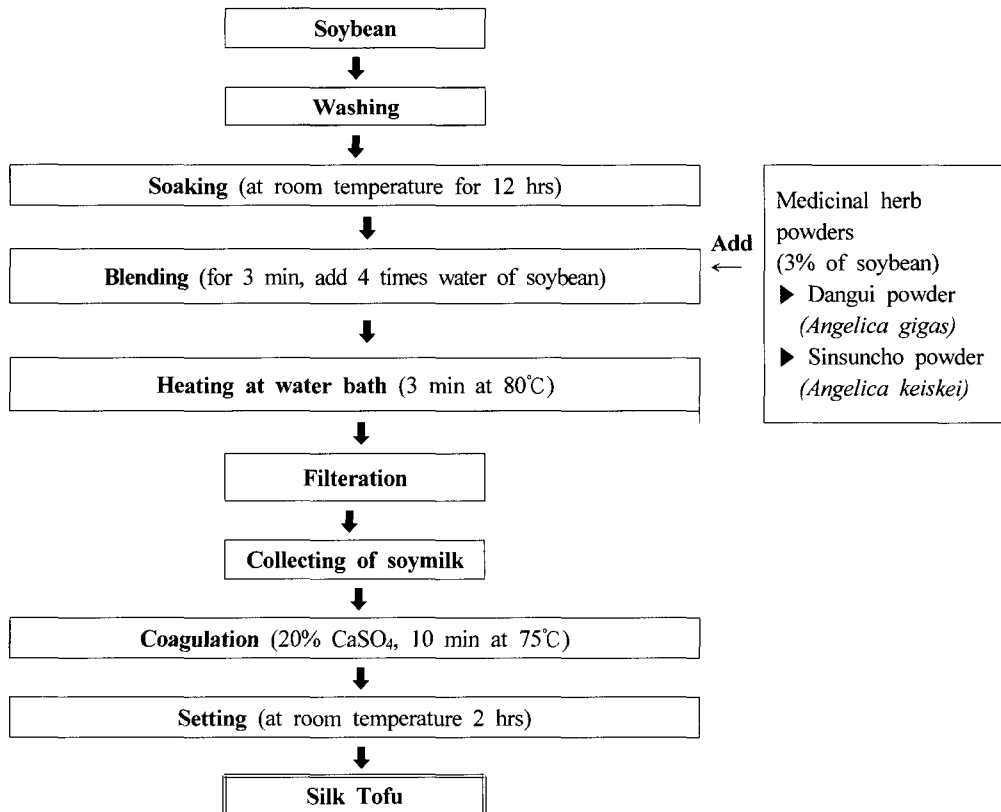 Soybean
Washing
Soaking (at room temperature for 12 hrs)
Blending (for 3 min, add 4 times water of soybean)
Add
←
Medicinal herb
powders
(3% of soybean)
▶ Dangui powder
(Angelica gigas)
▶ Sinsuncho powder
(Angelica keiskei)
Heating at water bath (3 min at 80℃)
Filteration
Collecting of soymilk
Coagulation (20% CaSO₄, 10 min at 75℃)
Setting (at room temperature 2 hrs)
Silk Tofu